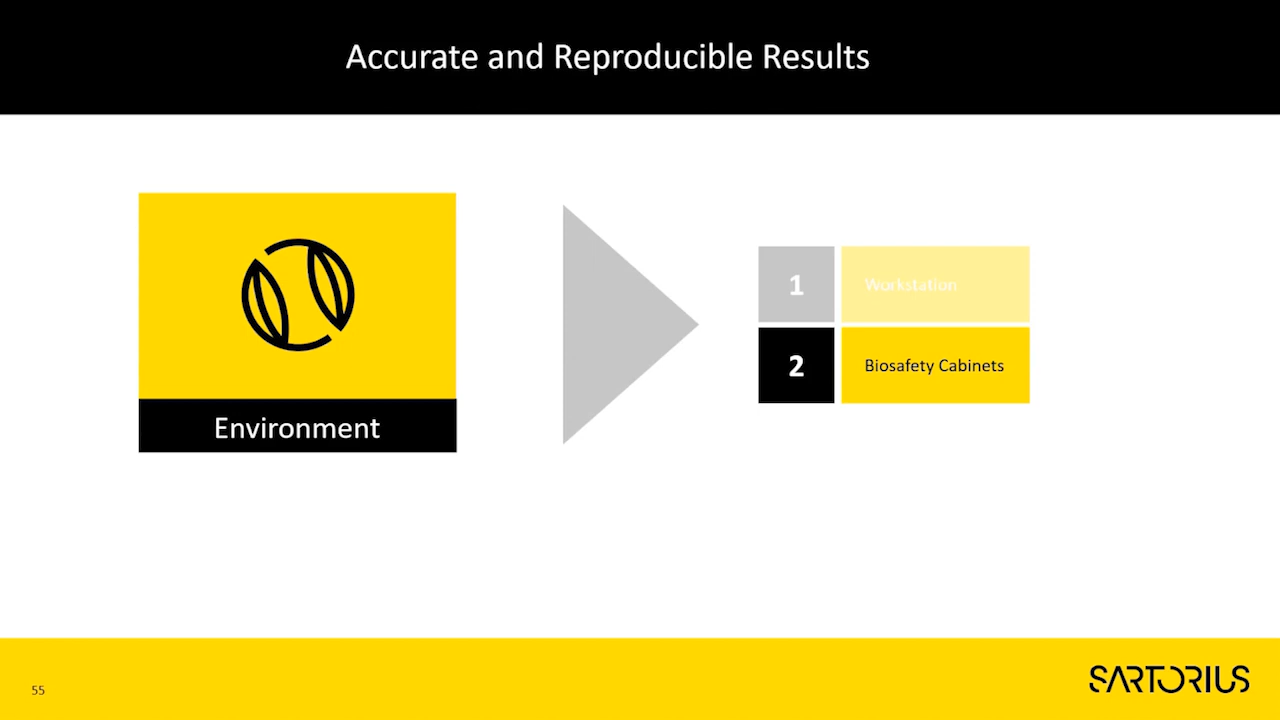 Accurate and Reproducible Results
Environment
1
Workstation
2
Biosafety Cabinets
55
SARTORIUS